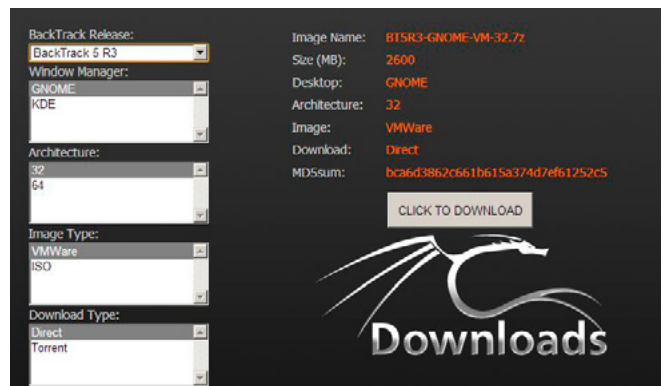 BackTrack Release:
BackTrack 5 R3
Window Manager:
GNOME
KDE
Architecture:
32
64
Image Type:
VMWare
ISO
Download Type:
Direct
Torrent
Image Name: BT5R3-GNOME-VM-32.7z
Size (MB): 2600
Desktop: GNOME
Architecture: 32
Image: VMWare
Download: Direct
MD5sum: bca6d3862c661b615a374d7ef61252c5
CLICK TO DOWNLOAD
Downloads